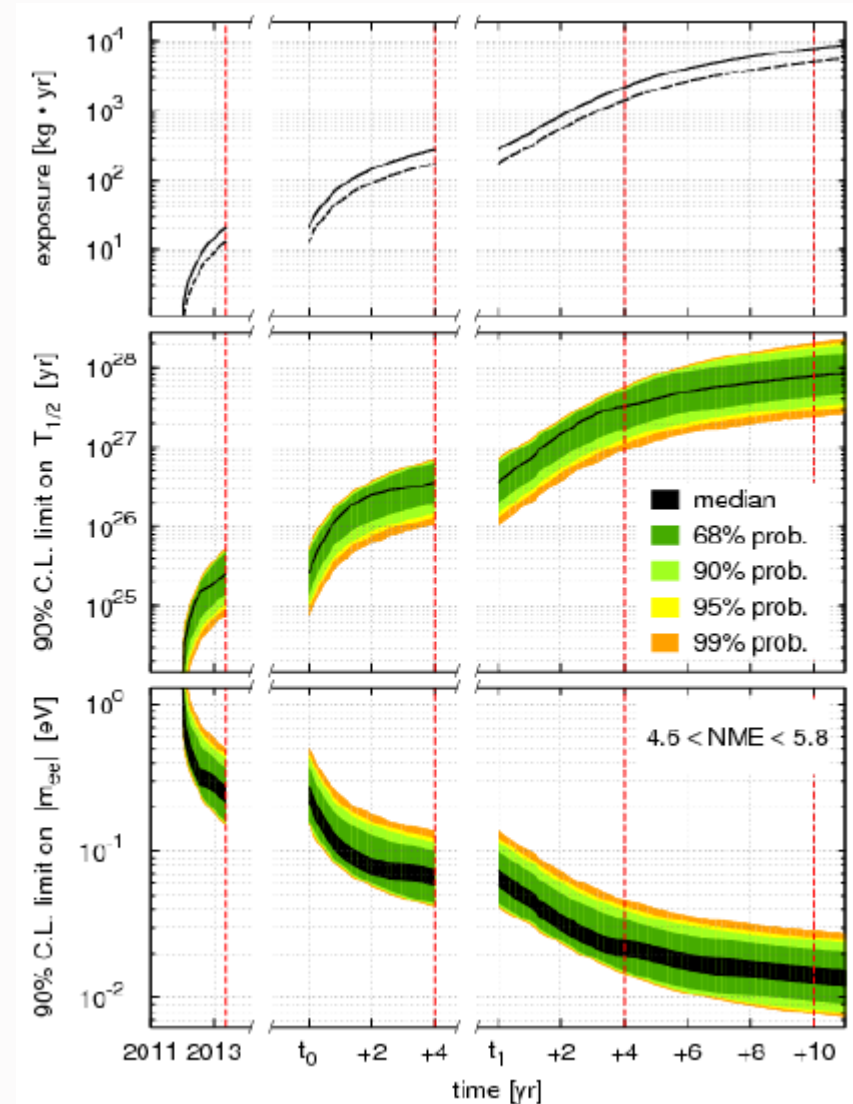 exposure [kg • yr]
10⁴
10³
10²
10¹
90% C.L. limit on T₁/₂ [yr]
10²⁸
10²⁷
10²⁶
10²⁵
median
68% prob.
90% prob.
95% prob.
99% prob.
90% C.L. limit on |mₑₑ| [eV]
10⁰
10⁻¹
10⁻²
4.6 < NME < 5.8
2011 2013 t₀ +2 +4 t₁ +2 +4 +6 +8 +10
time [yr]